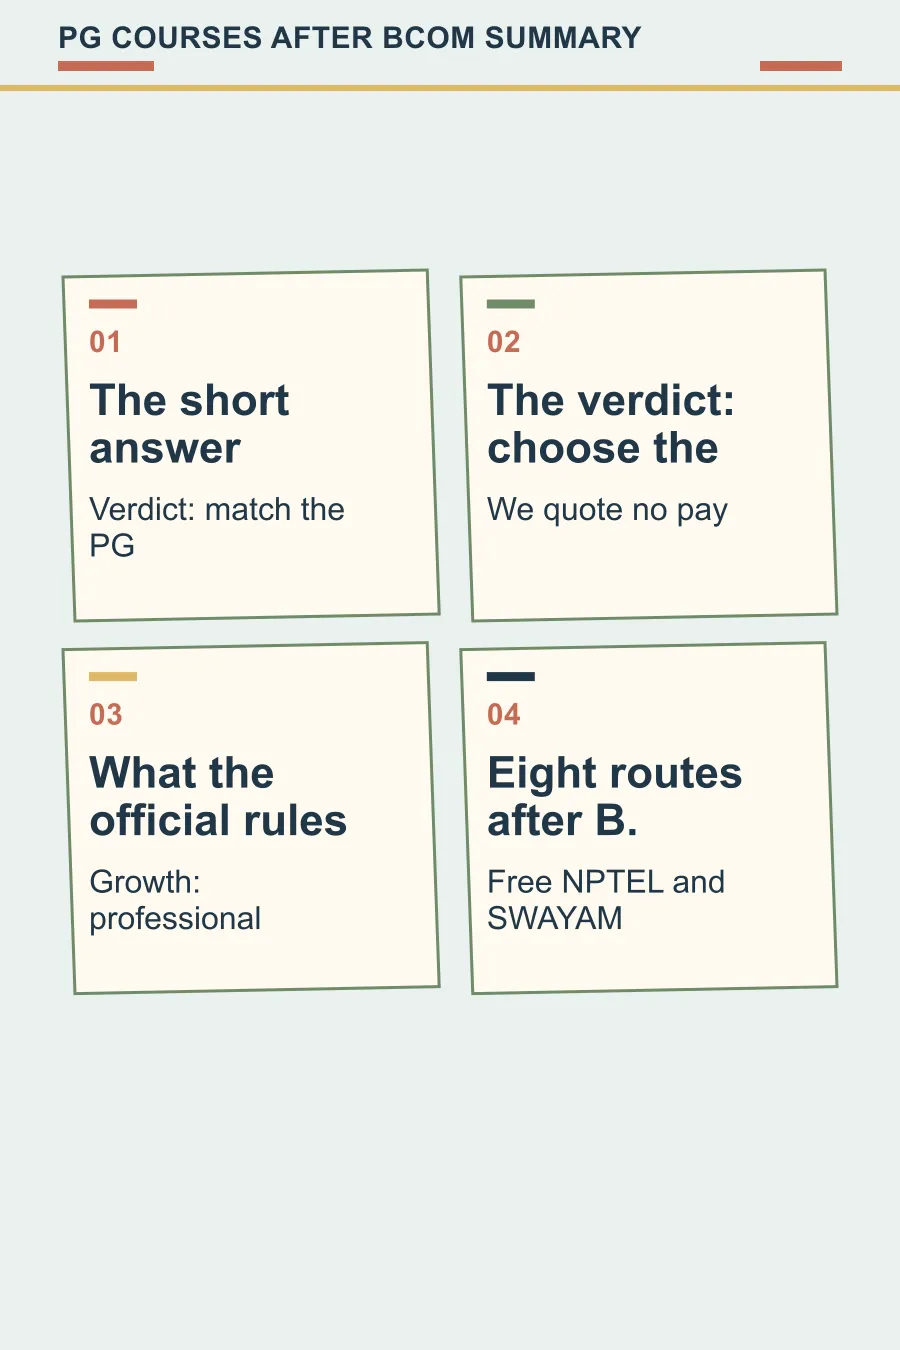 PG COURSES AFTER BCOM SUMMARY
01
The short
answer
Verdict: match the
PG
02
The verdict:
choose the
We quote no pay
03
What the
official rules
Growth:
professional
04
Eight routes
after B.
Free NPTEL and
SWAYAM